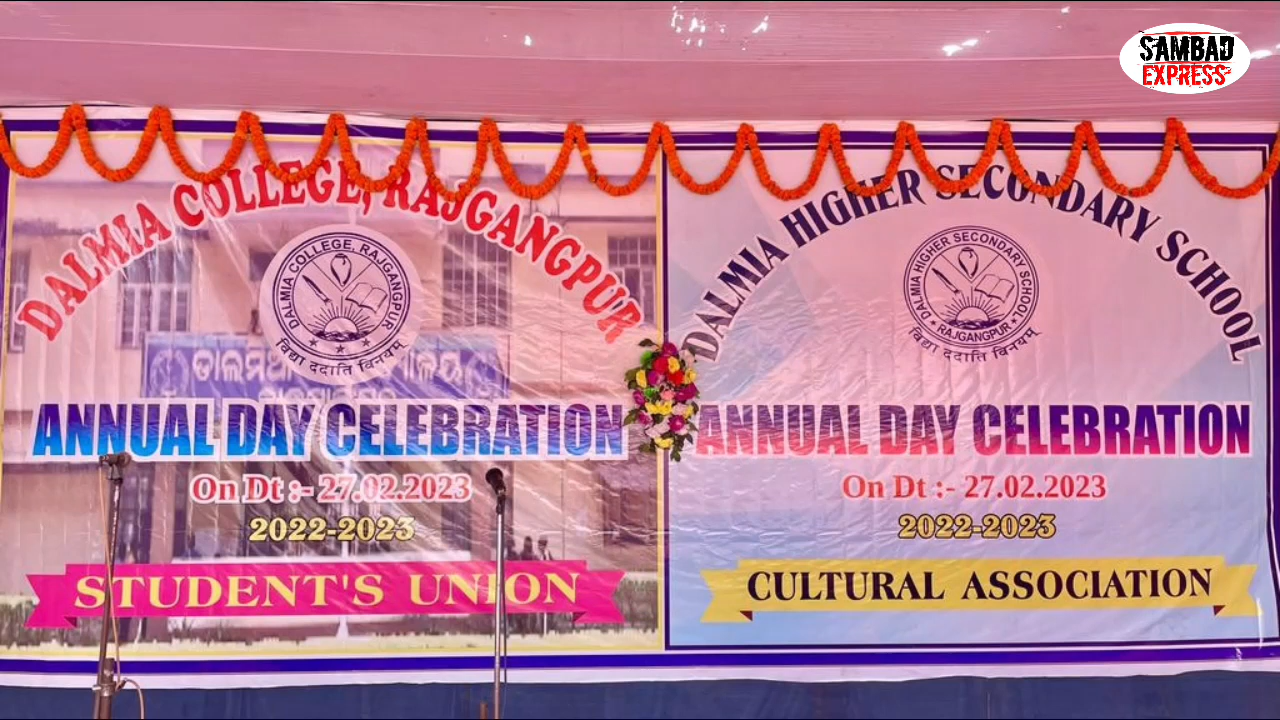 SAMBAD
EXPRESS
DALMIA COLLEGE, RAJGANGPUR
DALMIA COLLEGE, RAJGANGPUR
विद्या ददाति विनयम्
ANNUAL DAY CELEBRATION
On Dt :- 27.02.2023
2022-2023
STUDENT'S UNION
DALMIA HIGHER SECONDARY SCHOOL
DALMIA HIGHER SECONDARY SCHOOL
RAJGANGPUR
विद्या ददाति विनयम्
ANNUAL DAY CELEBRATION
On Dt :- 27.02.2023
2022-2023
CULTURAL ASSOCIATION